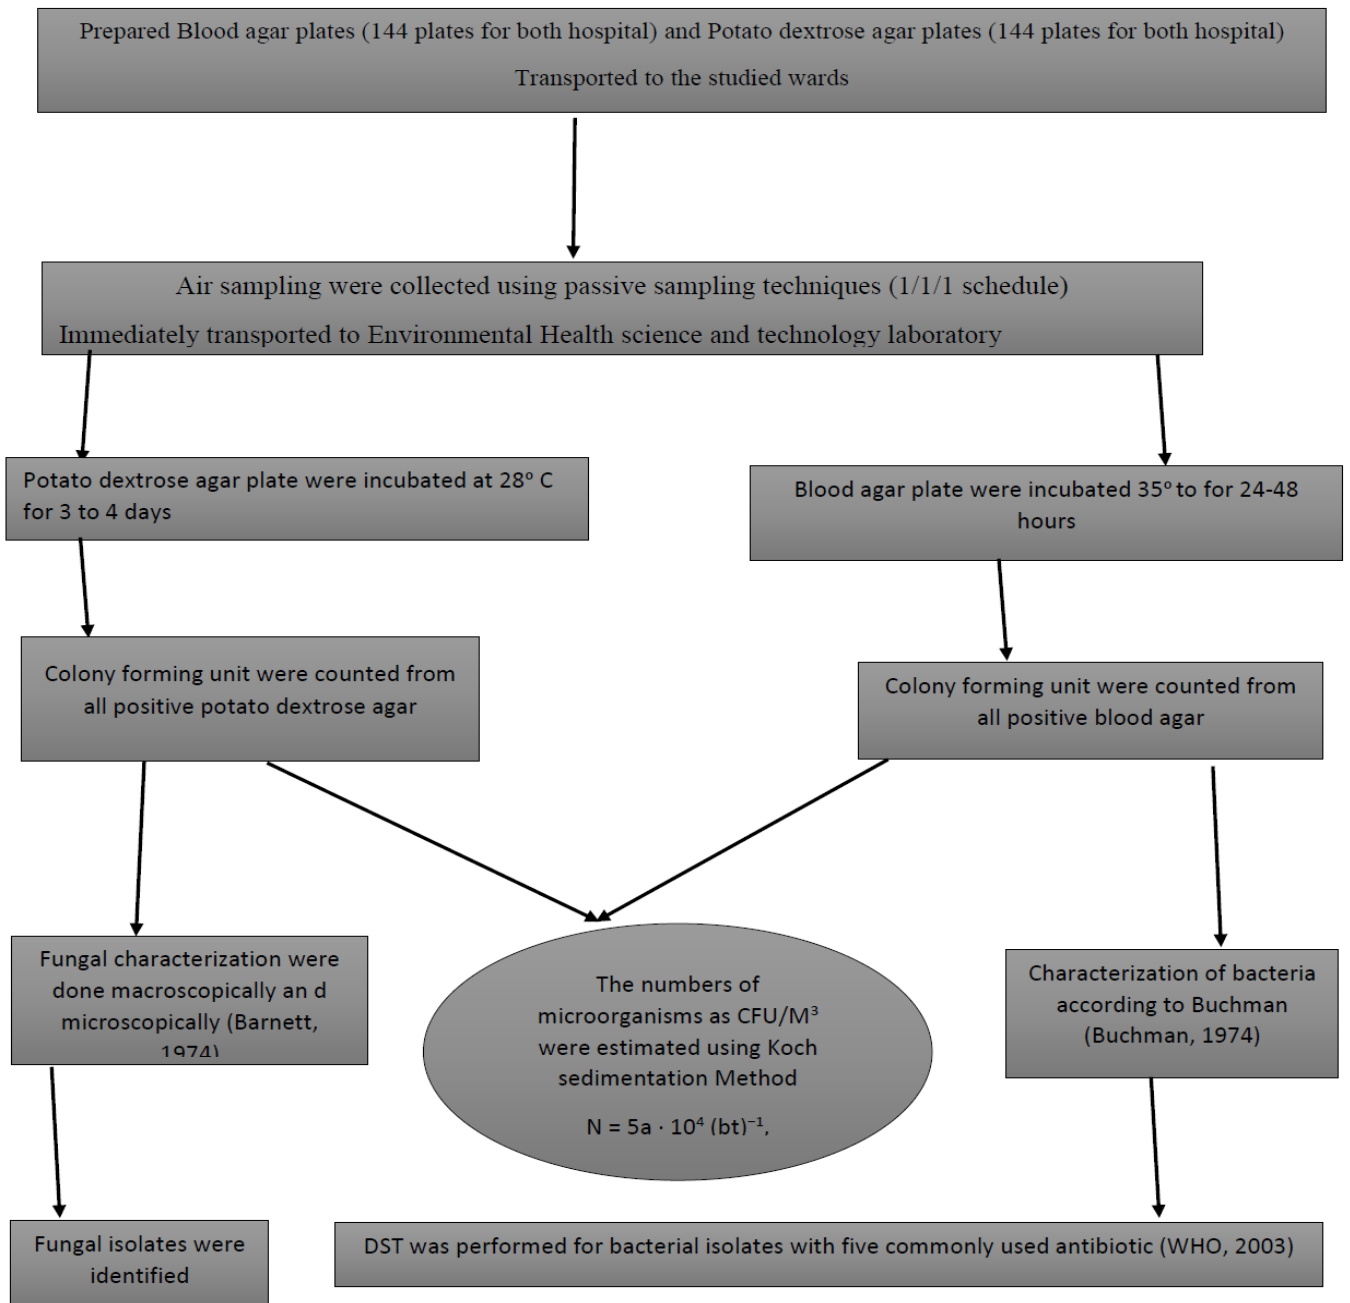 Prepared Blood agar plates (144 plates for both hospital) and Potato dextrose agar plates (144 plates for both hospital)
Transported to the studied wards
Air sampling were collected using passive sampling techniques (1/1/1 schedule)
Immediately transported to Environmental Health science and technology laboratory
Potato dextrose agar plate were incubated at 28º C
for 3 to 4 days
Blood agar plate were incubated 35º to for 24-48
hours
Colony forming unit were counted from
all positive potato dextrose agar
Colony forming unit were counted from
all positive blood agar
Fungal characterization were
done macroscopically an d
microscopically (Barnett,
1974)
The numbers of
microorganisms as CFU/M³
were estimated using Koch
sedimentation Method
N = 5a · 10⁴ (bt)⁻¹.
Characterization of bacteria
according to Buchman
(Buchman, 1974)
Fungal isolates were
identified
DST was performed for bacterial isolates with five commonly used antibiotic (WHO, 2003)